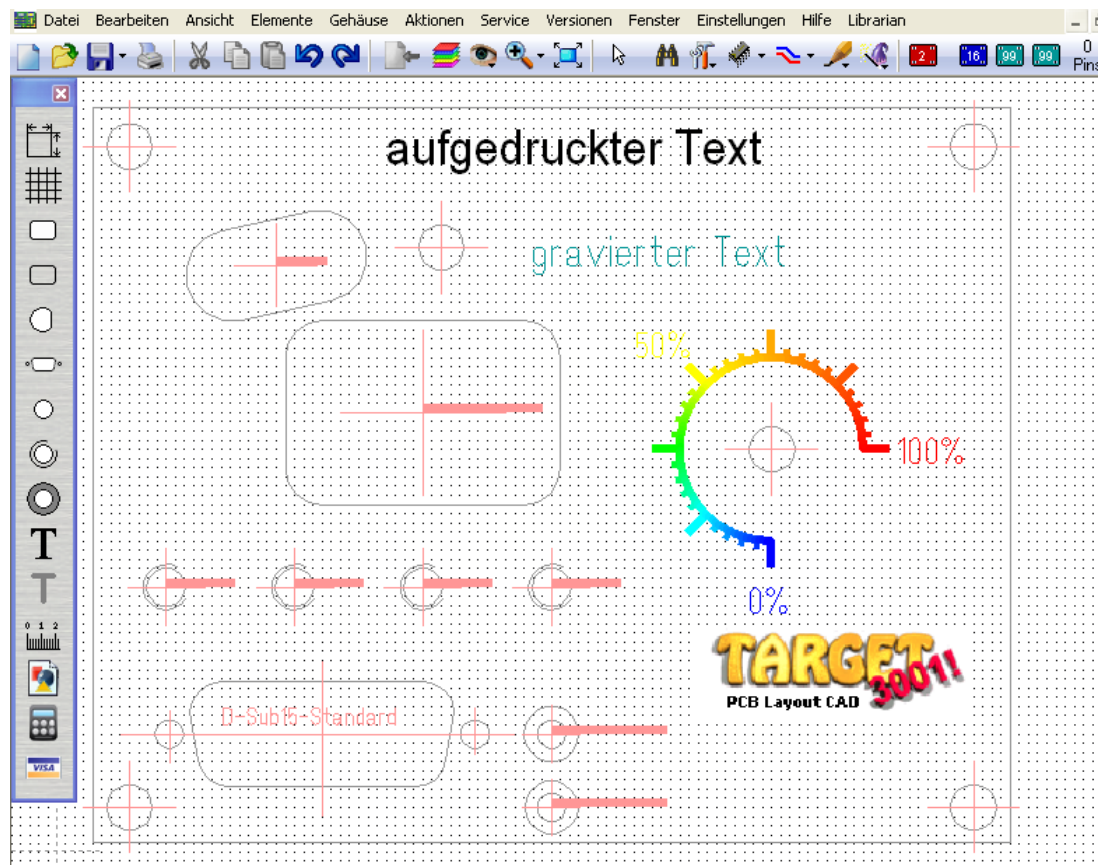 Datei Bearbeiten Ansicht Elemente Gehäuse Aktionen Service Versionen Fenster Einstellungen Hilfe Librarian
2 16 99 99 0
Pins
aufgedruckter Text
gravierter Text
50%
100%
0%
T
T
0 1 2
TARGET
3001!
PCB Layout CAD
D-Sub15-Standard
VISA